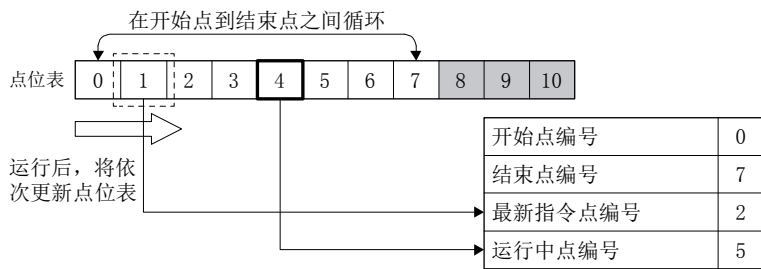 在开始点到结束点之间循环
点位表 0 1 2 3 4 5 6 7 8 9 10
运行后，将依
次更新点位表
开始点编号 0
结束点编号 7
最新指令点编号 2
运行中点编号 5